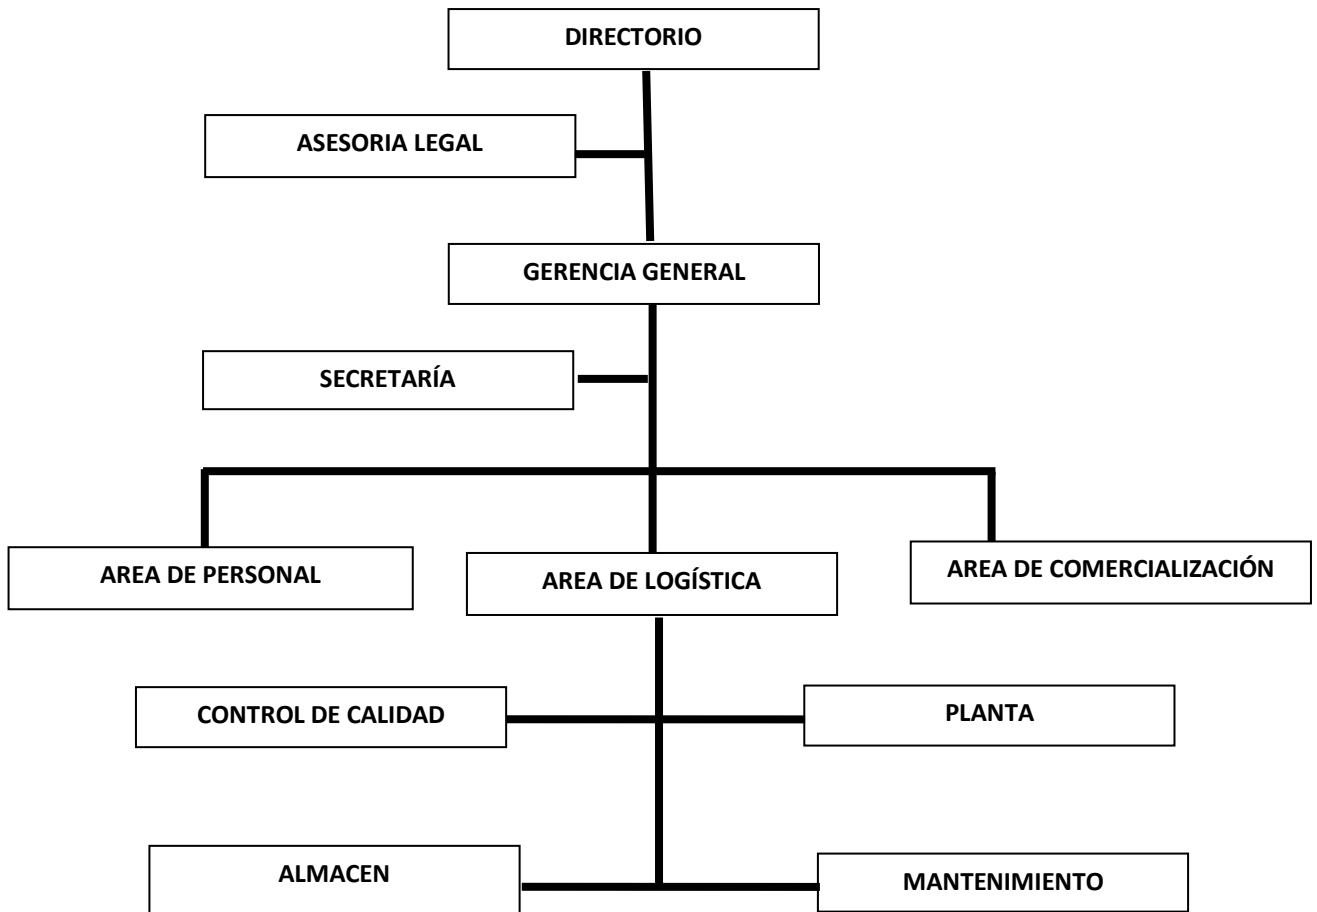 DIRECTORIO
ASESORIA LEGAL
GERENCIA GENERAL
SECRETARÍA
AREA DE PERSONAL
AREA DE LOGÍSTICA
AREA DE COMERCIALIZACIÓN
CONTROL DE CALIDAD
PLANTA
ALMACEN
MANTENIMIENTO